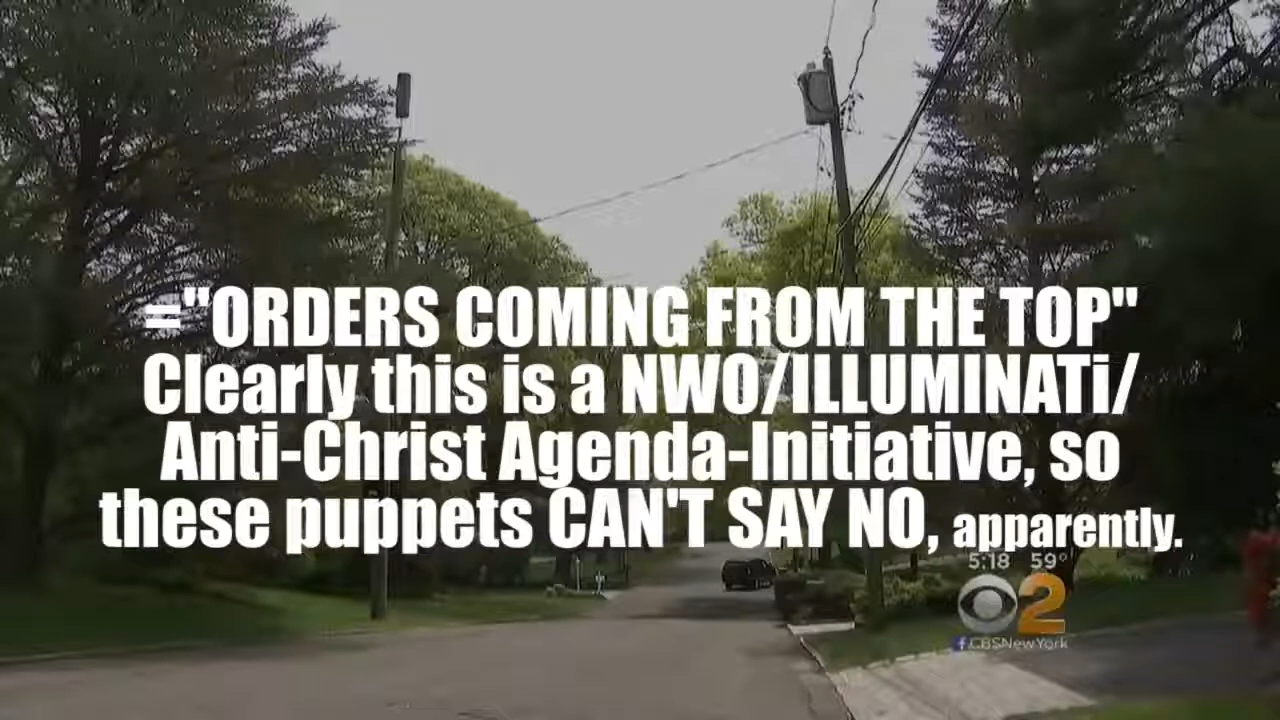 ="ORDERS COMING FROM THE TOP"
Clearly this is a NWO/ILLUMINATi/
Anti-Christ Agenda-Initiative, so
these puppets CAN'T SAY NO, apparently.
5:18 59°
2
f CBSNewYork